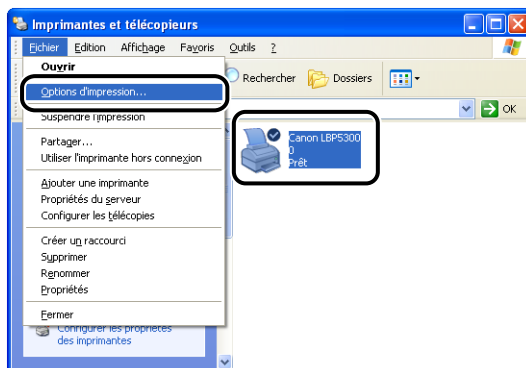 Imprimantes et télécopieurs
Fichier Edition Affichage Favoris Outils ?
Rechercher Dossiers
OK
Ouvrir
Options d'impression...
Suspendre l'impression
Partager...
Utiliser l'imprimante hors connexion
Ajouter une imprimante
Propriétés du serveur
Configurer les télécopies
Créer un raccourci
Supprimer
Renommer
Propriétés
Fermer
Configurer les propriétés
des imprimantes
Canon LBP5300
0
Prêt